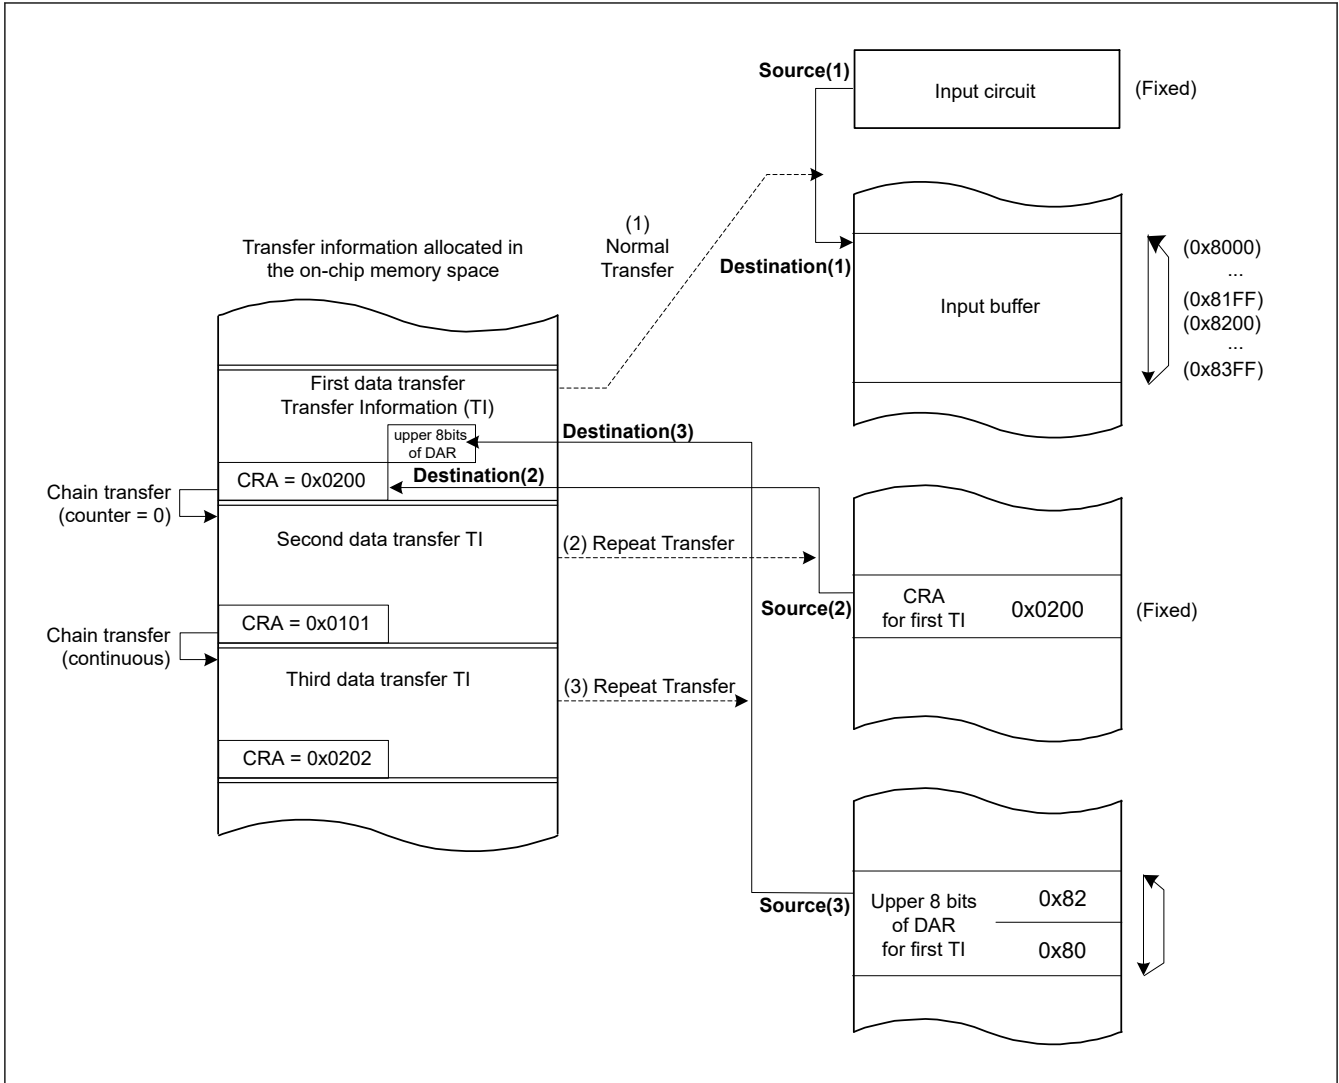 Source(1)
Input circuit
(Fixed)
(1)
Normal
Transfer
Destination(1)
Input buffer
(0x8000)
...
(0x81FF)
(0x8200)
...
(0x83FF)
Transfer information allocated in
the on-chip memory space
First data transfer
Transfer Information (TI)
upper 8bits
of DAR
Destination(3)
CRA = 0x0200
Destination(2)
Chain transfer
(counter = 0)
Second data transfer TI
(2) Repeat Transfer
CRA = 0x0101
Source(2)
CRA
for first TI
0x0200
(Fixed)
Chain transfer
(continuous)
Third data transfer TI
(3) Repeat Transfer
CRA = 0x0202
Source(3)
Upper 8 bits
of DAR
for first TI
0x82
0x80